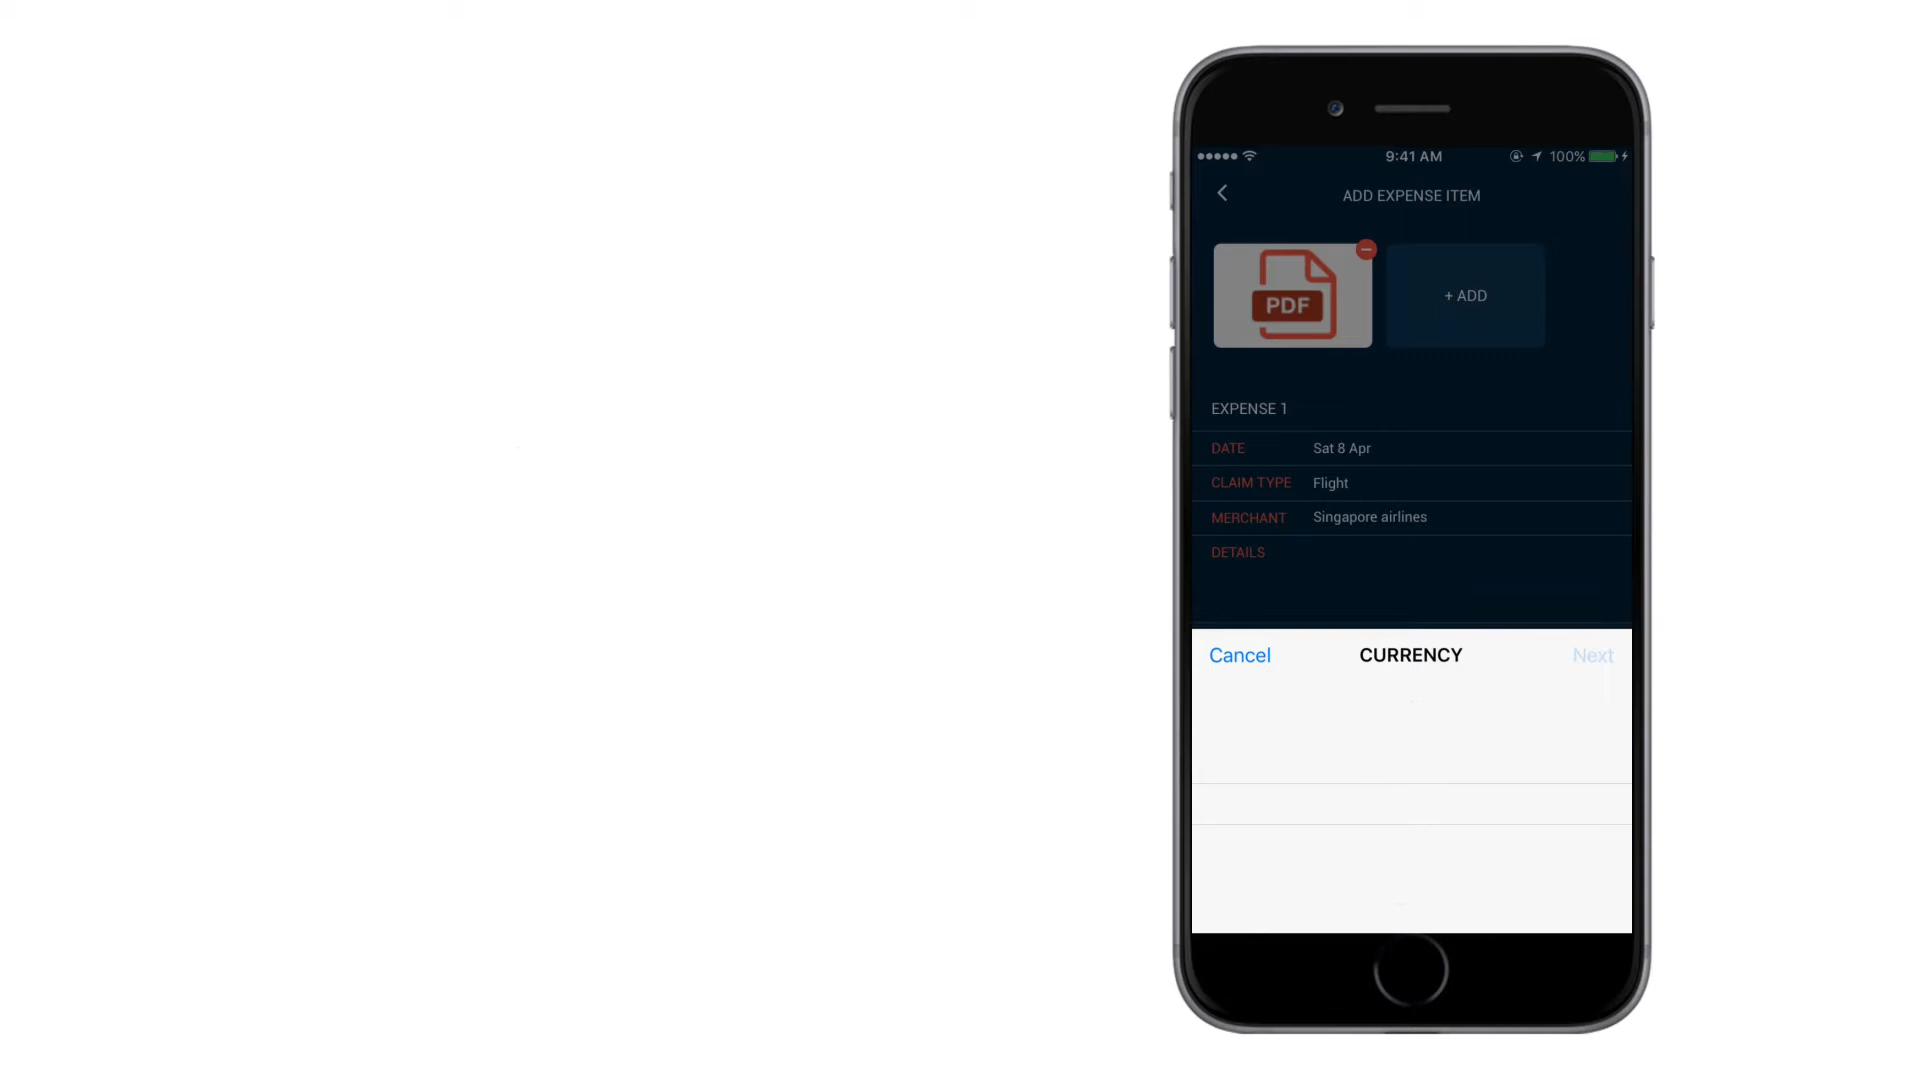 9:41 AM 100%
ADD EXPENSE ITEM
PDF
+ ADD
EXPENSE 1
DATE Sat 8 Apr
CLAIM TYPE Flight
MERCHANT Singapore airlines
DETAILS
Cancel CURRENCY Next